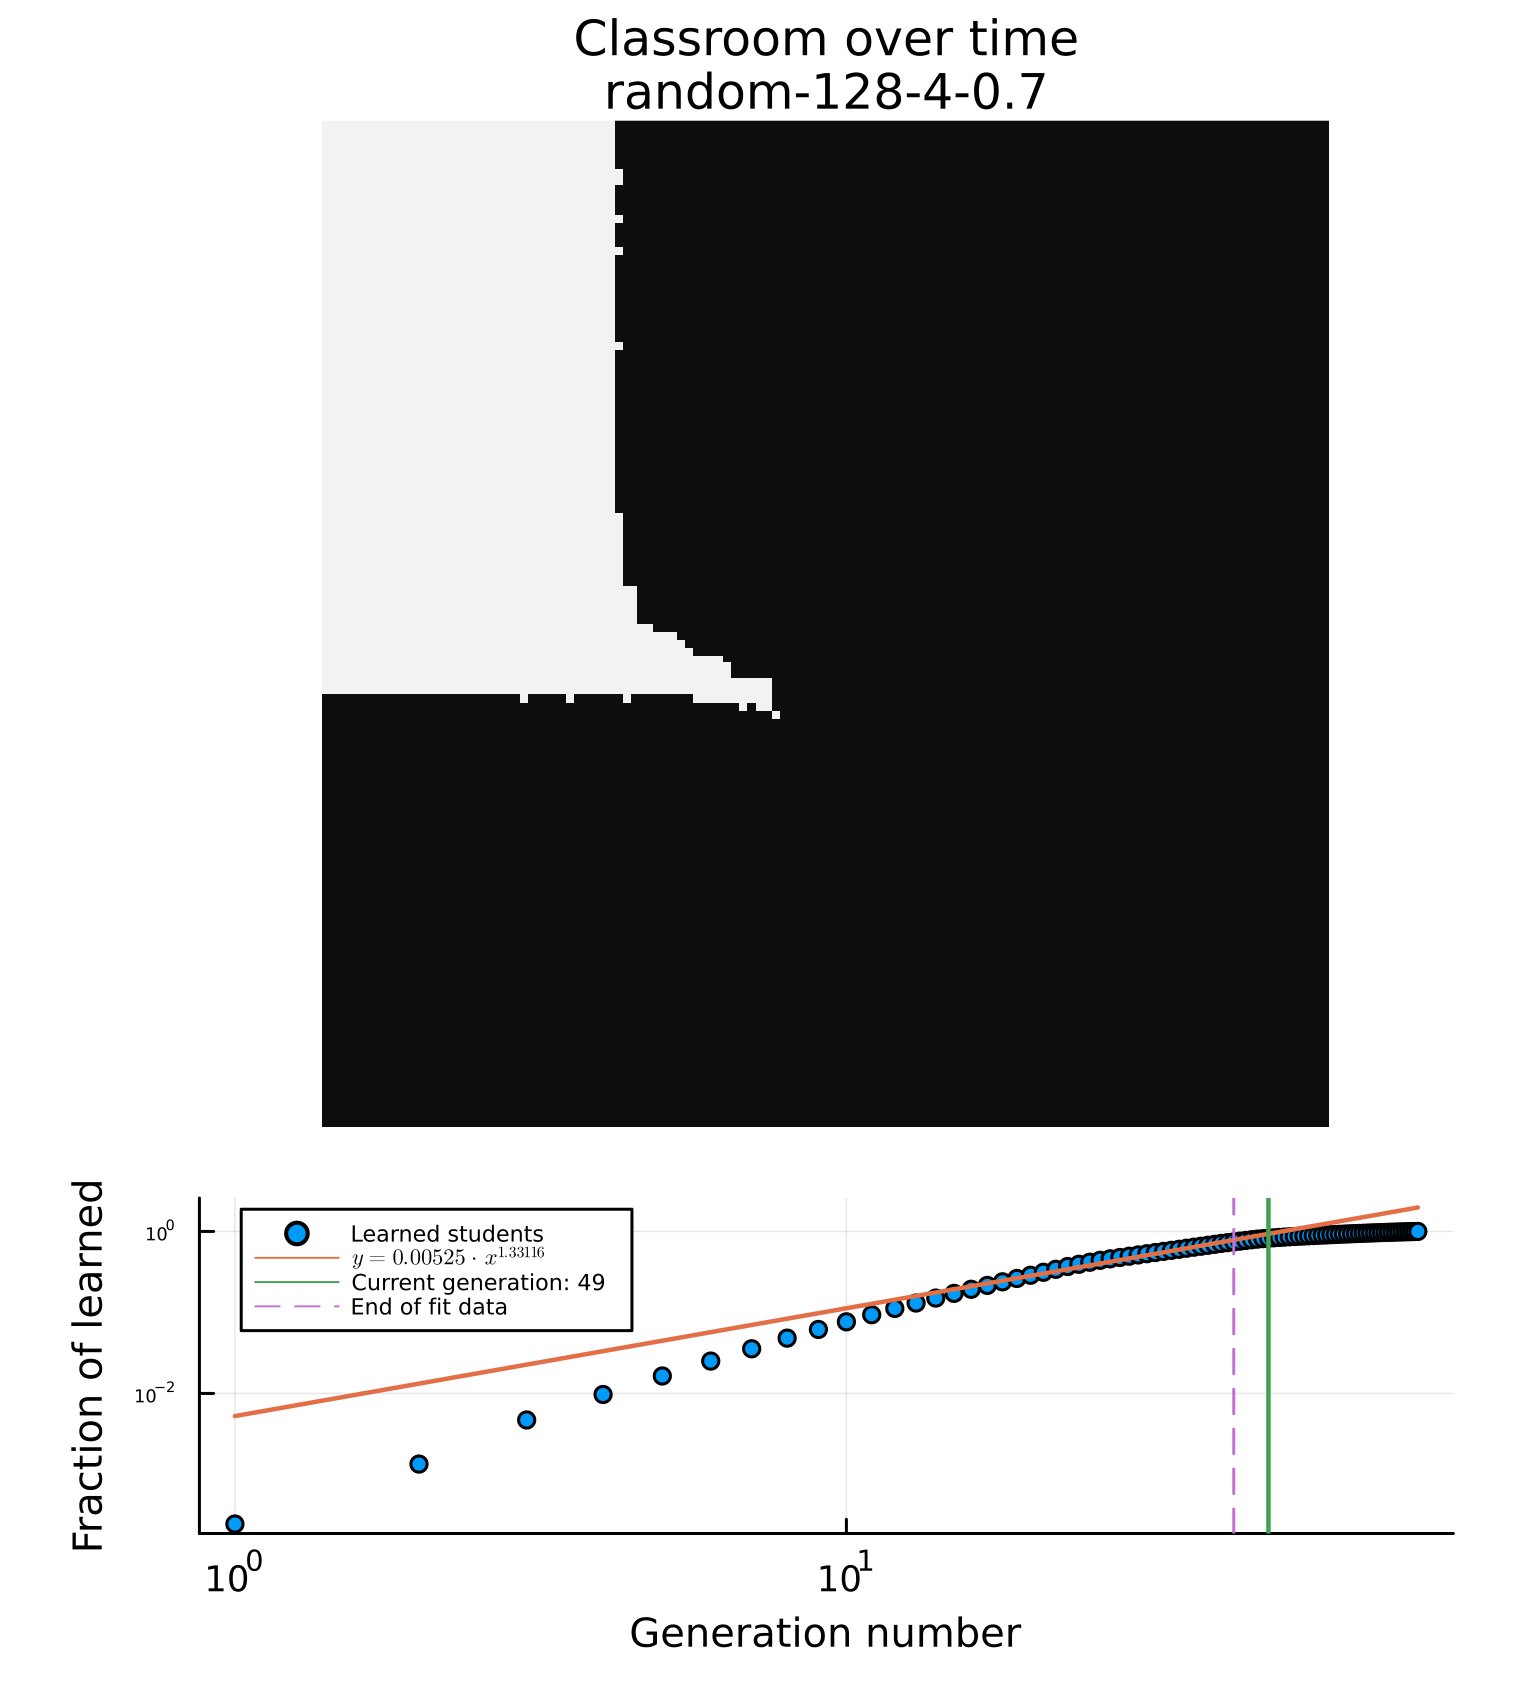 Classroom over time
random-128-4-0.7
Fraction of learned
10^0
10^-2
Learned students
y = 0.00525 · x^1.33116
Current generation: 49
End of fit data
10^0
10^1
Generation number